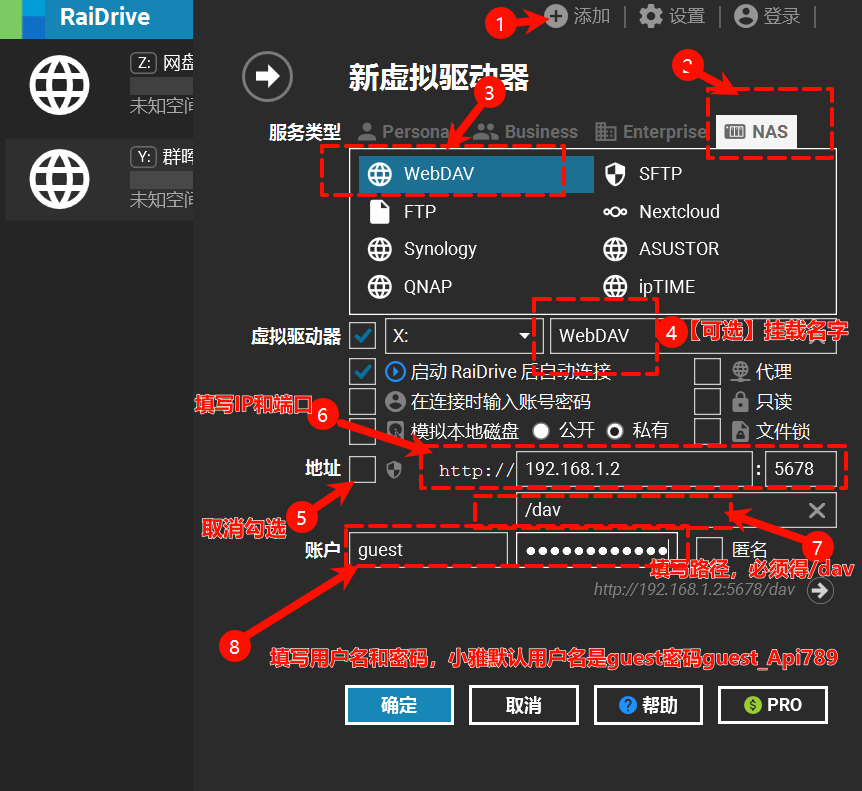 RaiDrive
1 添加 设置 登录
Z: 网盘
未知空间
Y: 群晖
未知空间
新虚拟驱动器
2
3
服务类型 Persona Business Enterprise NAS
WebDAV SFTP
FTP Nextcloud
Synology ASUSTOR
QNAP ipTIME
虚拟驱动器 X: WebDAV 4 【可选】挂载名字
启动 RaiDrive 后自动连接 代理
在连接时输入账号密码 只读
填写IP和端口 6
模拟本地磁盘 公开 私有 文件锁
地址 http:// 192.168.1.2 : 5678
/dav
取消勾选 5
7
账户 guest ●●●●●●●●●●● 匿名
填写路径，必须得/dav
http://192.168.1.2:5678/dav
8
填写用户名和密码，小雅默认用户名是guest密码guest_Api789
确定 取消 帮助 PRO